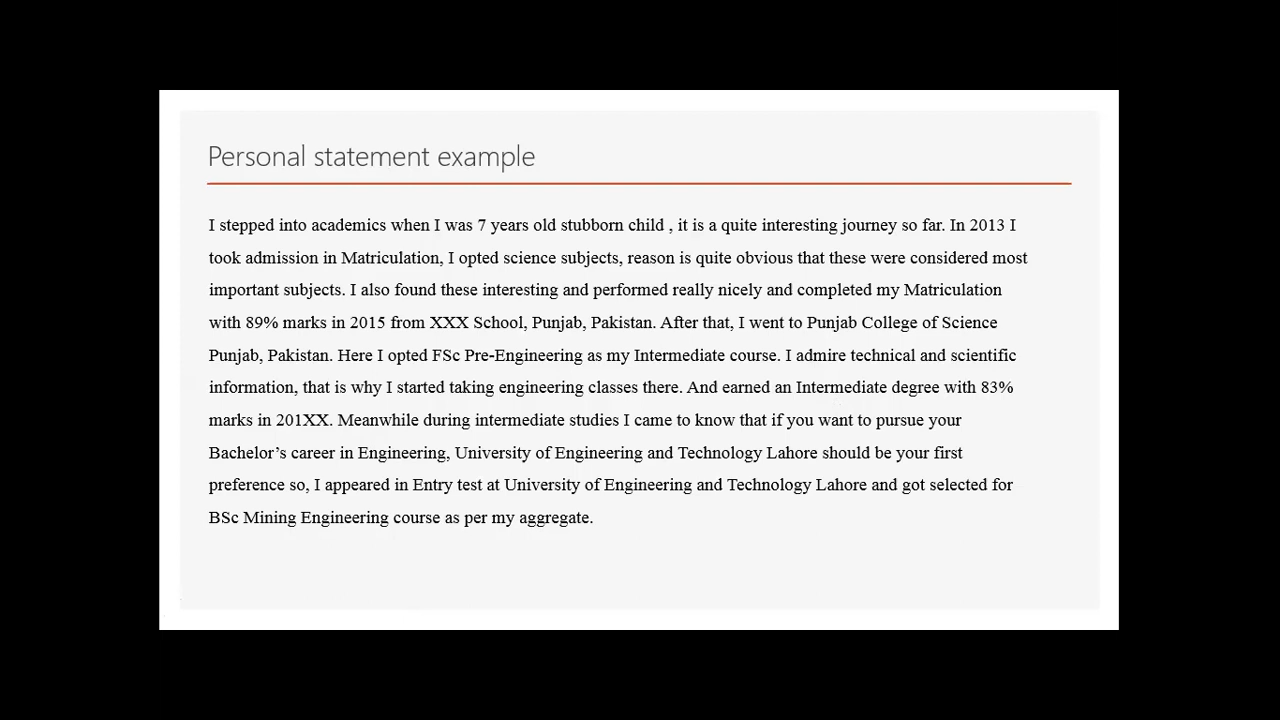 Personal statement example
I stepped into academics when I was 7 years old stubborn child , it is a quite interesting journey so far. In 2013 I
took admission in Matriculation, I opted science subjects, reason is quite obvious that these were considered most
important subjects. I also found these interesting and performed really nicely and completed my Matriculation
with 89% marks in 2015 from XXX School, Punjab, Pakistan. After that, I went to Punjab College of Science
Punjab, Pakistan. Here I opted FSc Pre-Engineering as my Intermediate course. I admire technical and scientific
information, that is why I started taking engineering classes there. And earned an Intermediate degree with 83%
marks in 201XX. Meanwhile during intermediate studies I came to know that if you want to pursue your
Bachelor’s career in Engineering, University of Engineering and Technology Lahore should be your first
preference so, I appeared in Entry test at University of Engineering and Technology Lahore and got selected for
BSc Mining Engineering course as per my aggregate.